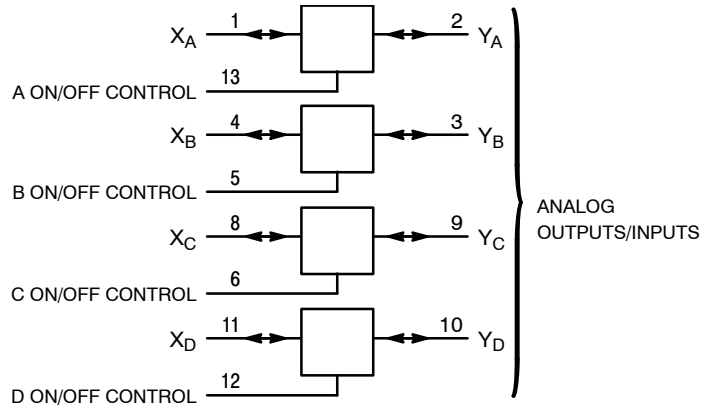 XA 1 2 YA
A ON/OFF CONTROL 13
XB 4 3 YB
B ON/OFF CONTROL 5
XC 8 9 YC
C ON/OFF CONTROL 6
XD 11 10 YD
D ON/OFF CONTROL 12
ANALOG
OUTPUTS/INPUTS